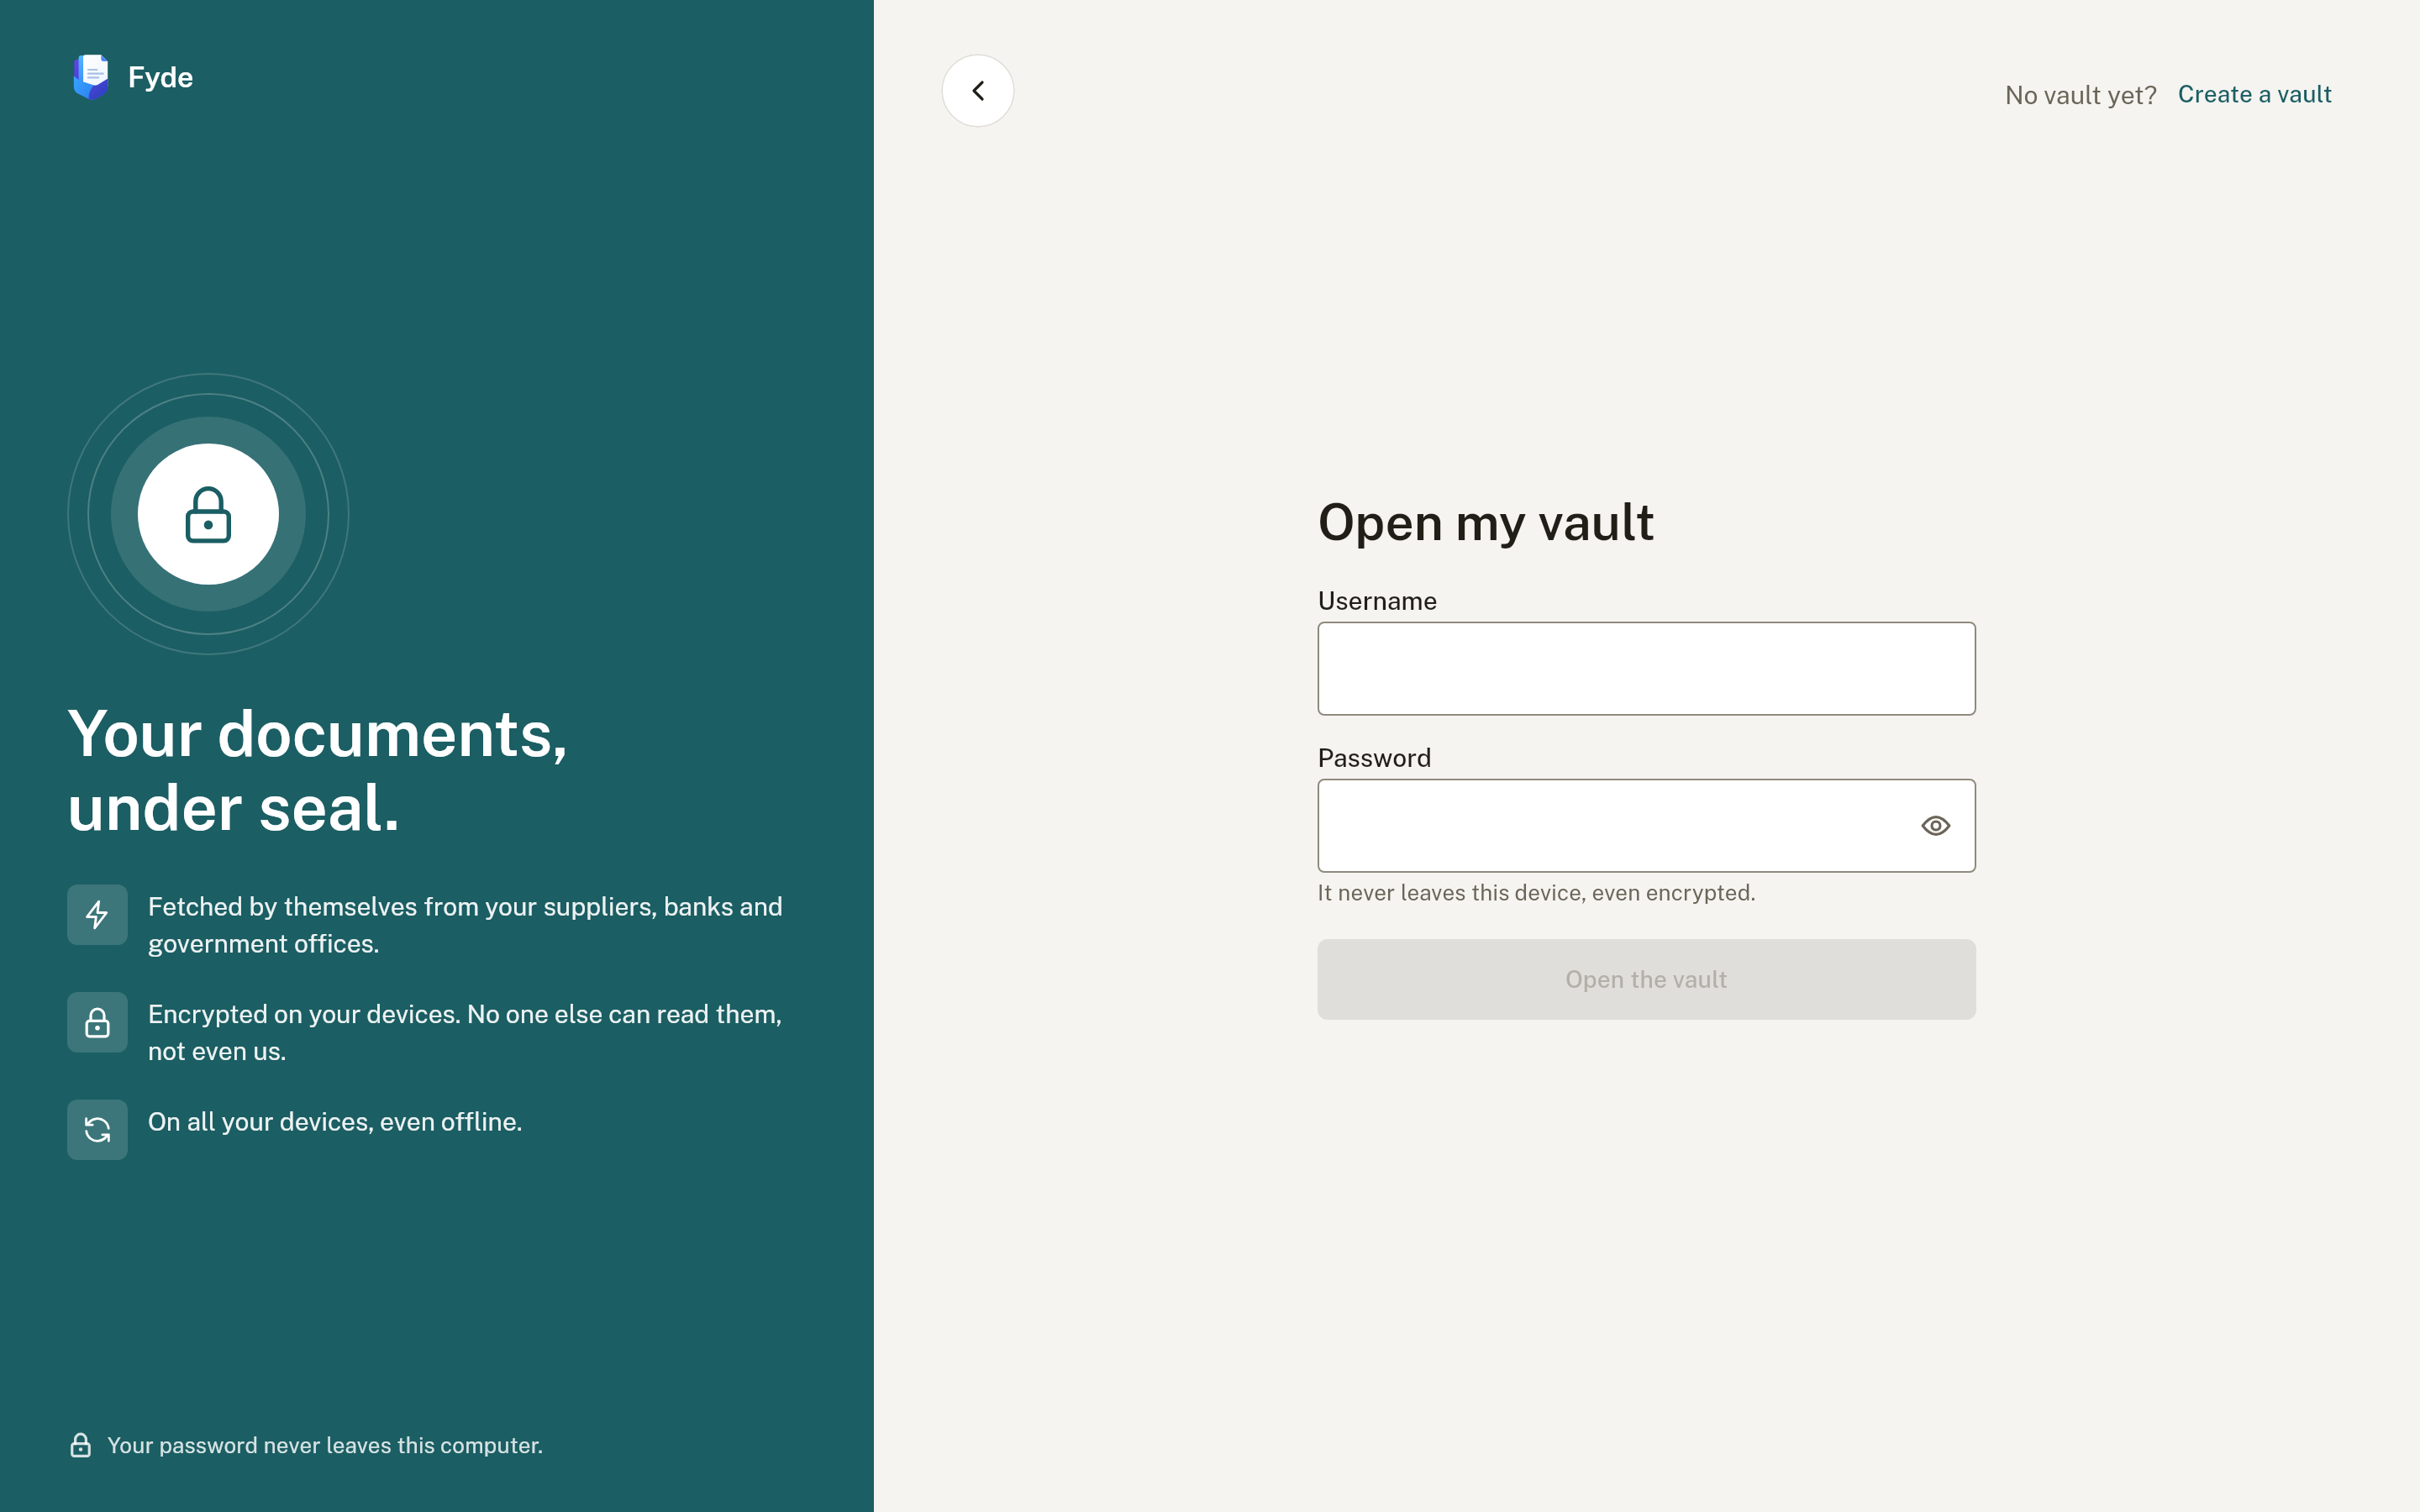 Fyde
Your documents,
under seal.
Fetched by themselves from your suppliers, banks and
government offices.
Encrypted on your devices. No one else can read them,
not even us.
On all your devices, even offline.
Your password never leaves this computer.
No vault yet? Create a vault
Open my vault
Username
Password
It never leaves this device, even encrypted.
Open the vault